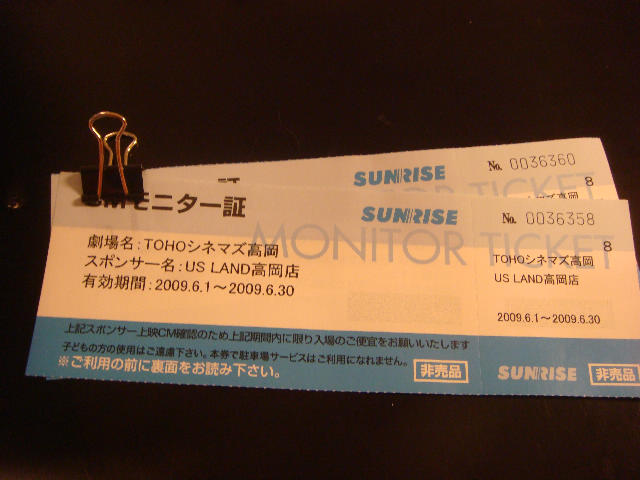 SUNRISE
No. 0036360
8
CMモニター証
SUNRISE
No. 0036358
MONITOR TICKET
8
劇場名:TOHOシネマズ高岡
スポンサー名:US LAND高岡店
有効期間:2009.6.1~2009.6.30
TOHOシネマズ高岡
US LAND高岡店
2009.6.1~2009.6.30
上記スポンサー上映CM確認のため上記期間内に限り入場のご便宜をお願いいたします
子どもの方の使用はご遠慮下さい。本券で駐車場サービスはご利用になれません。
※ご利用の前に裏面をお読み下さい。
非売品
SUNRISE
非売品